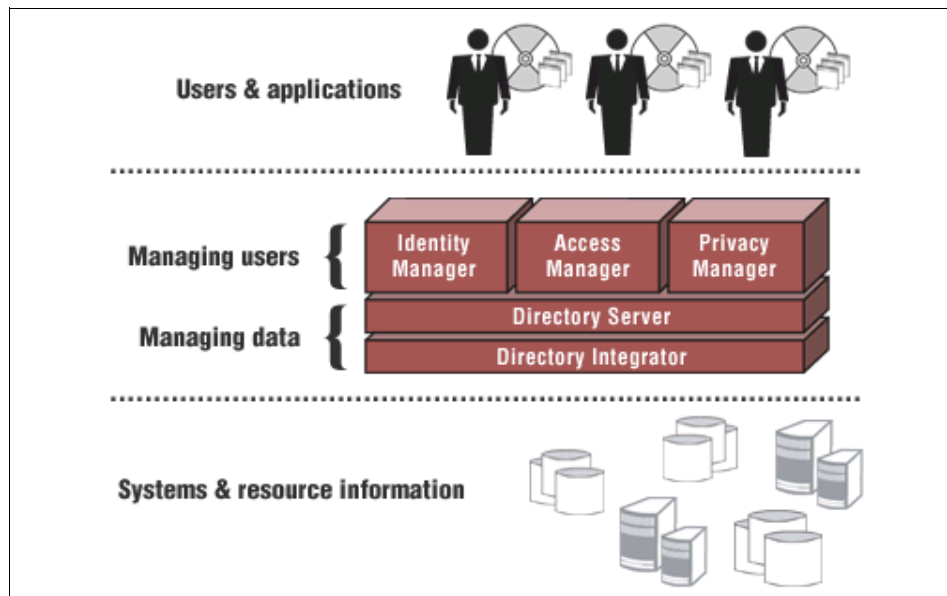 Users & applications
Managing users
Identity
Manager
Access
Manager
Privacy
Manager
Managing data
Directory Server
Directory Integrator
Systems & resource information